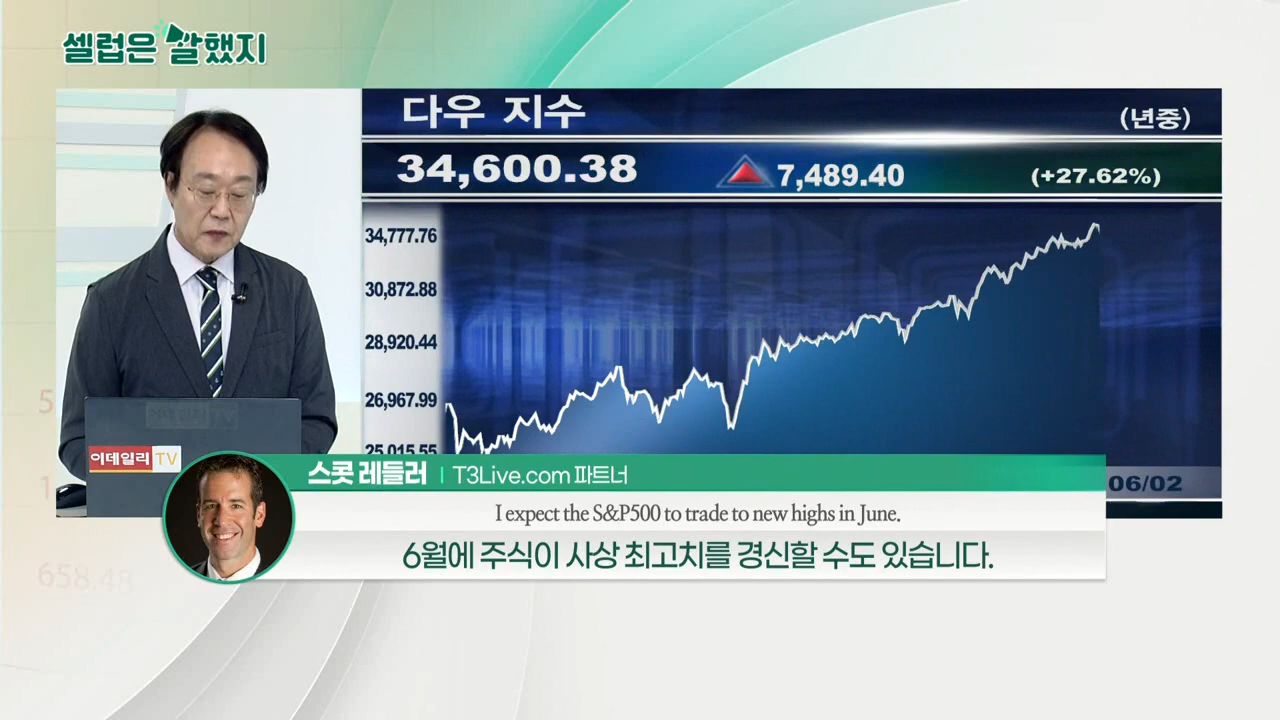 셀럽은 말했지
다우 지수
(년중)
34,600.38
7,489.40
(+27.62%)
34,777.76
30,872.88
28,920.44
26,967.99
25,015.55
06/02
이데일리 TV
스콧 레들러 | T3Live.com 파트너
I expect the S&P500 to trade to new highs in June.
6월에 주식이 사상 최고치를 경신할 수도 있습니다.
658.48